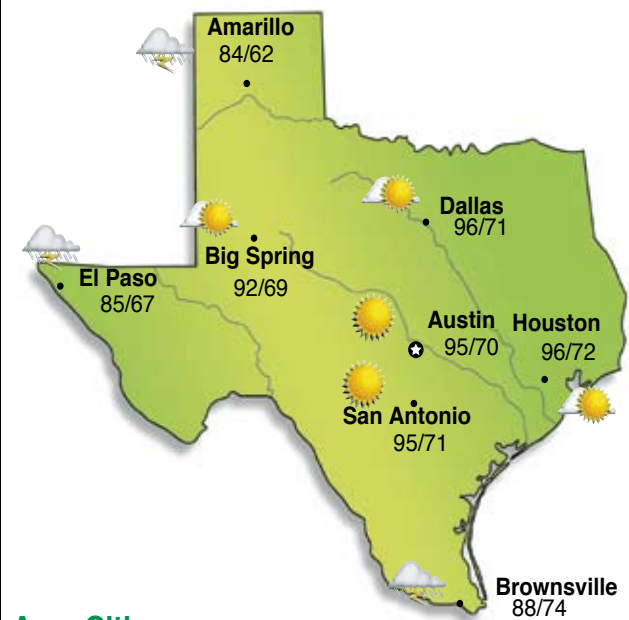 Amarillo
84/62
Dallas
96/71
Big Spring
92/69
El Paso
85/67
Austin
95/70
Houston
96/72
San Antonio
95/71
Brownsville
88/74